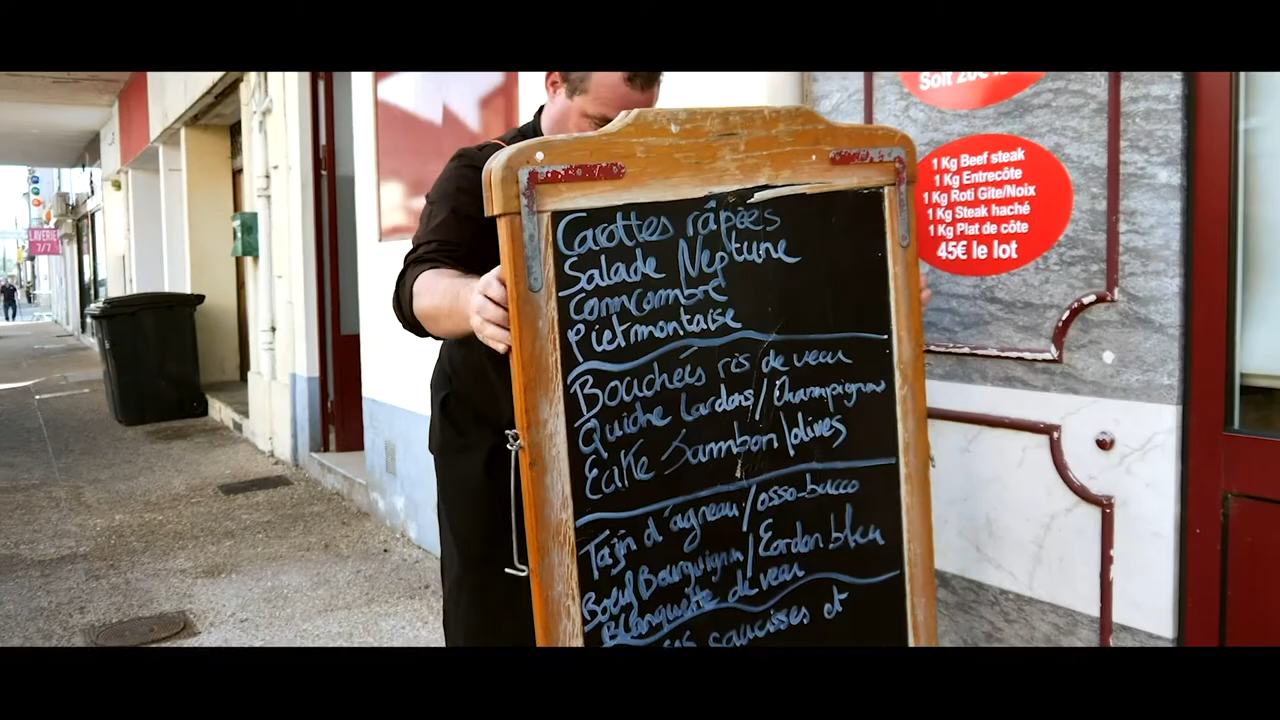 Carottes râpées
Salade Neptune
Conncombre
Pietmontaise
Bouchées ris de veau
Quiche Lardons / Champignons
Cake Jambon / olives
Tajin d'agneau / osso-bucco
Boeuf Bourguignon / Cordon bleu
Blanquette de veau
saucisses et
Soit 20€
1 Kg Beef steak
1 Kg Entrecôte
1 Kg Roti Gite/Noix
1 Kg Steak haché
1 Kg Plat de côte
45€ le lot
LAVERIE
7/7